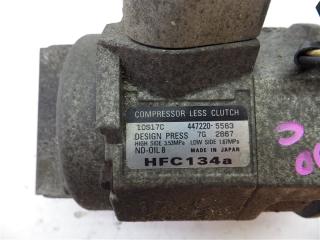 COMPRESSOR LESS CLUTCH
10S17C 447220-5563
DESIGN PRESS 7G 2667
HIGH SIDE 3.53MPa LOW SIDE 1.67MPa
ND-OIL 8 MADE IN JAPAN
HFC134a